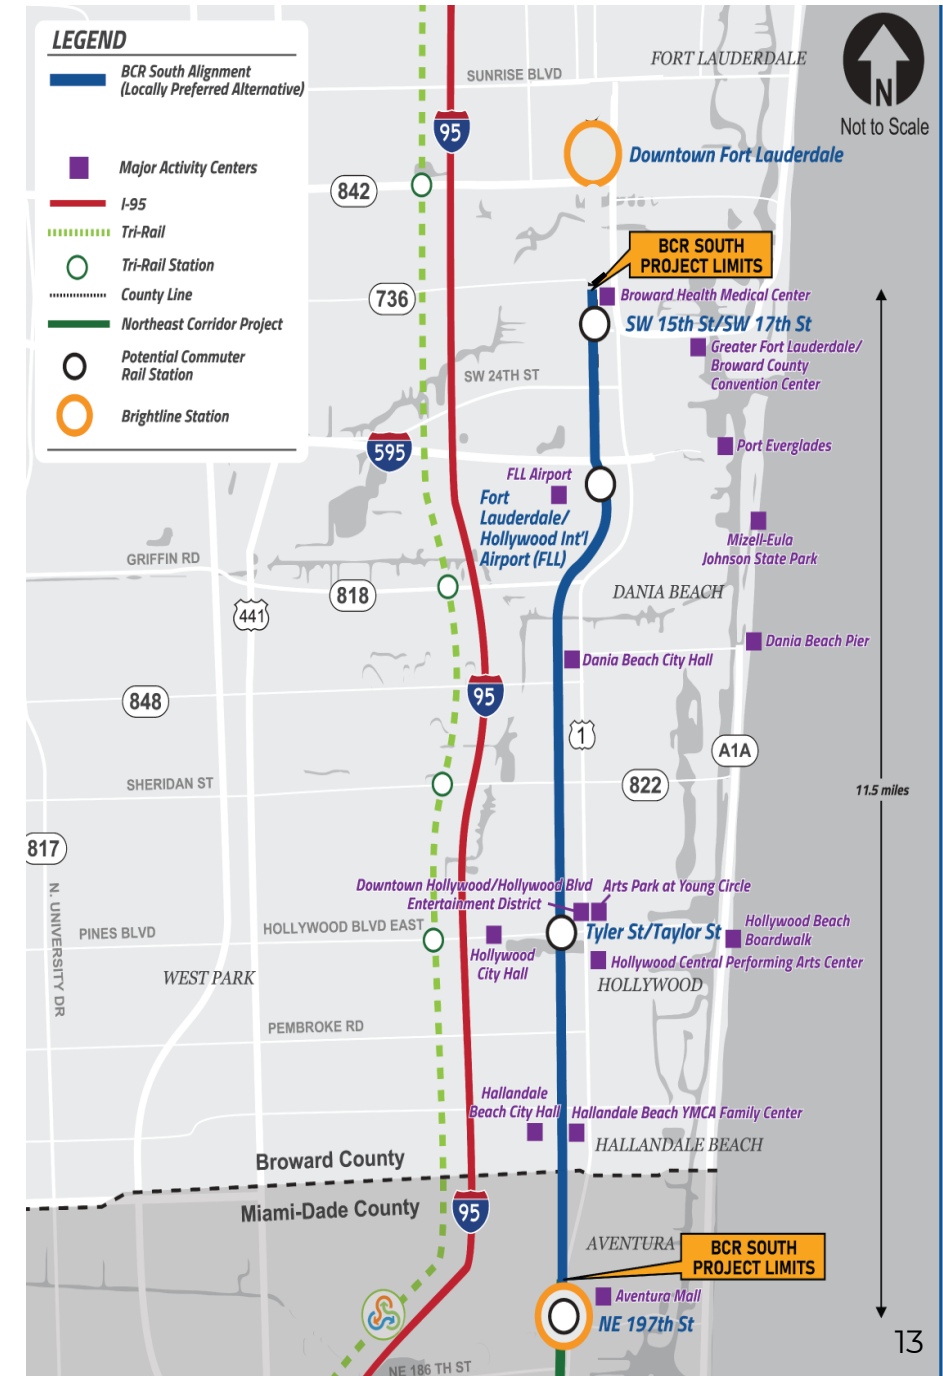 LEGEND
BCR South Alignment
(Locally Preferred Alternative)
Major Activity Centers
I-95
Tri-Rail
Tri-Rail Station
County Line
Northeast Corridor Project
Potential Commuter
Rail Station
Brightline Station
FORT LAUDERDALE
N
Not to Scale
SUNRISE BLVD
95
Downtown Fort Lauderdale
842
BCR SOUTH
PROJECT LIMITS
736
Broward Health Medical Center
SW 15th St/SW 17th St
Greater Fort Lauderdale/
Broward County
Convention Center
SW 24TH ST
595
Port Everglades
FLL Airport
Fort
Lauderdale/
Hollywood Int'l
Airport (FLL)
Mizell-Eula
Johnson State Park
GRIFFIN RD
818
DANIA BEACH
441
Dania Beach Pier
Dania Beach City Hall
95
848
1
A1A
SHERIDAN ST
822
11.5 miles
817
Downtown Hollywood/Hollywood Blvd
Entertainment District
Arts Park at Young Circle
N. UNIVERSITY DR
PINES BLVD
HOLLYWOOD BLVD EAST
Tyler St/Taylor St
Hollywood Beach
Boardwalk
Hollywood
City Hall
Hollywood Central Performing Arts Center
WEST PARK
HOLLYWOOD
PEMBROKE RD
Hallandale
Beach City Hall
Hallandale Beach YMCA Family Center
HALLANDALE BEACH
Broward County
Miami-Dade County
95
AVENTURA
BCR SOUTH
PROJECT LIMITS
Aventura Mall
NE 197th St
13
NE 186 TH ST